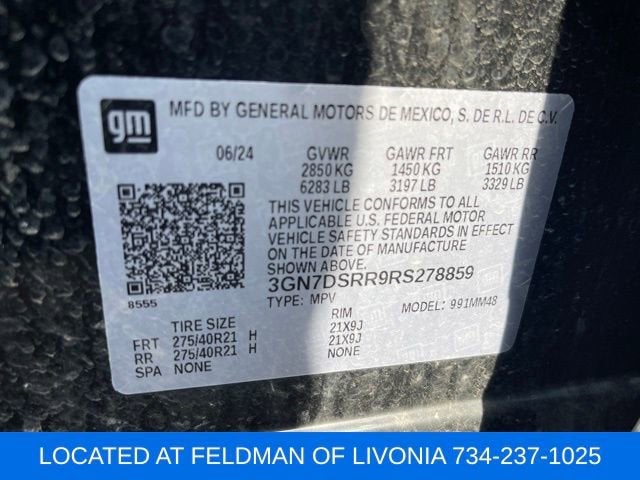 gm
MFD BY GENERAL MOTORS DE MEXICO, S. DE R.L. DE C.V.
06/24 GVWR GAWR FRT GAWR RR
2850 KG 1450 KG 1510 KG
6283 LB 3197 LB 3329 LB
THIS VEHICLE CONFORMS TO ALL
APPLICABLE U.S. FEDERAL MOTOR
VEHICLE SAFETY STANDARDS IN EFFECT
ON THE DATE OF MANUFACTURE
SHOWN ABOVE.
3GN7DSRR9RS278859
8555
TYPE: MPV MODEL: 991MM48
TIRE SIZE RIM
FRT 275/40R21 H 21X9J
RR 275/40R21 H 21X9J
SPA NONE NONE
LOCATED AT FELDMAN OF LIVONIA 734-237-1025